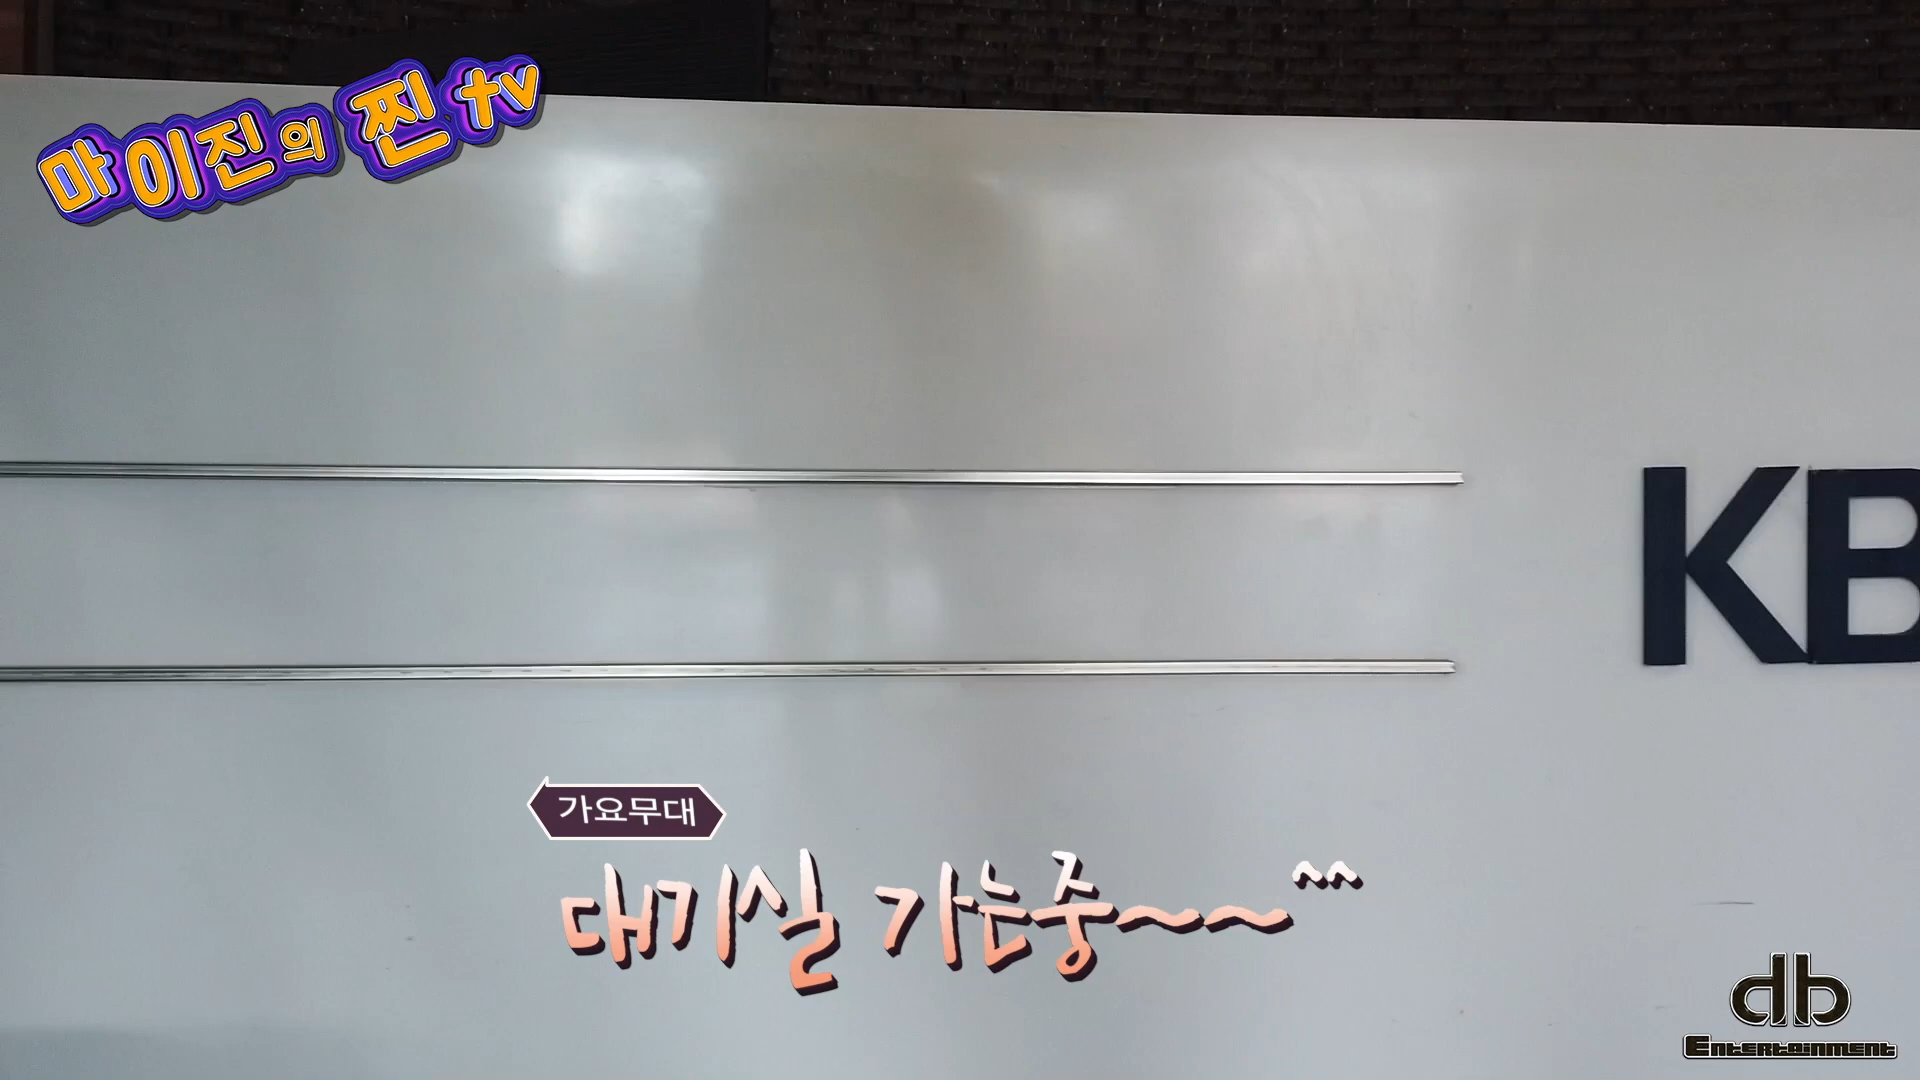 마이진의 찐 tv
KB
가요무대
대기실 가는중~~^^
db
Entertainment